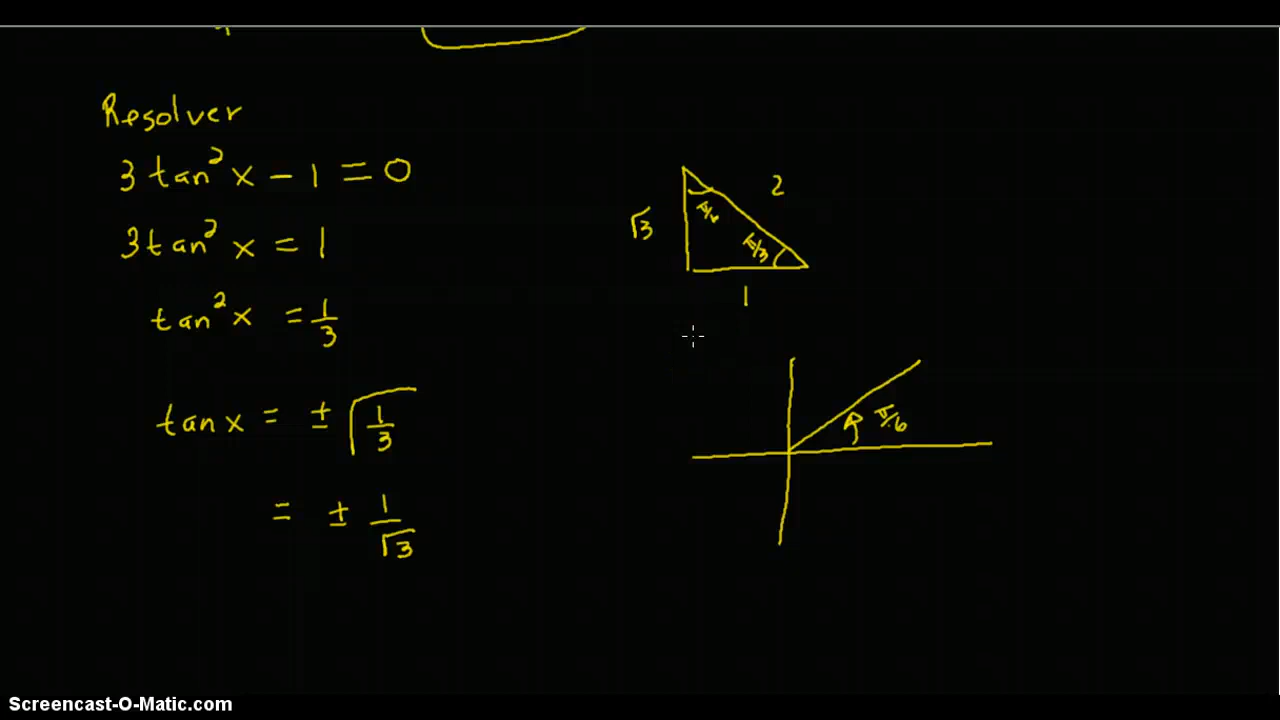 Resolver
3 tan² x - 1 = 0
3 tan² x = 1
tan² x = 1/3
tan x = ± √(1/3)
= ± 1/√3
2
√3
π/6
π/3
1
π/6
Screencast-O-Matic.com